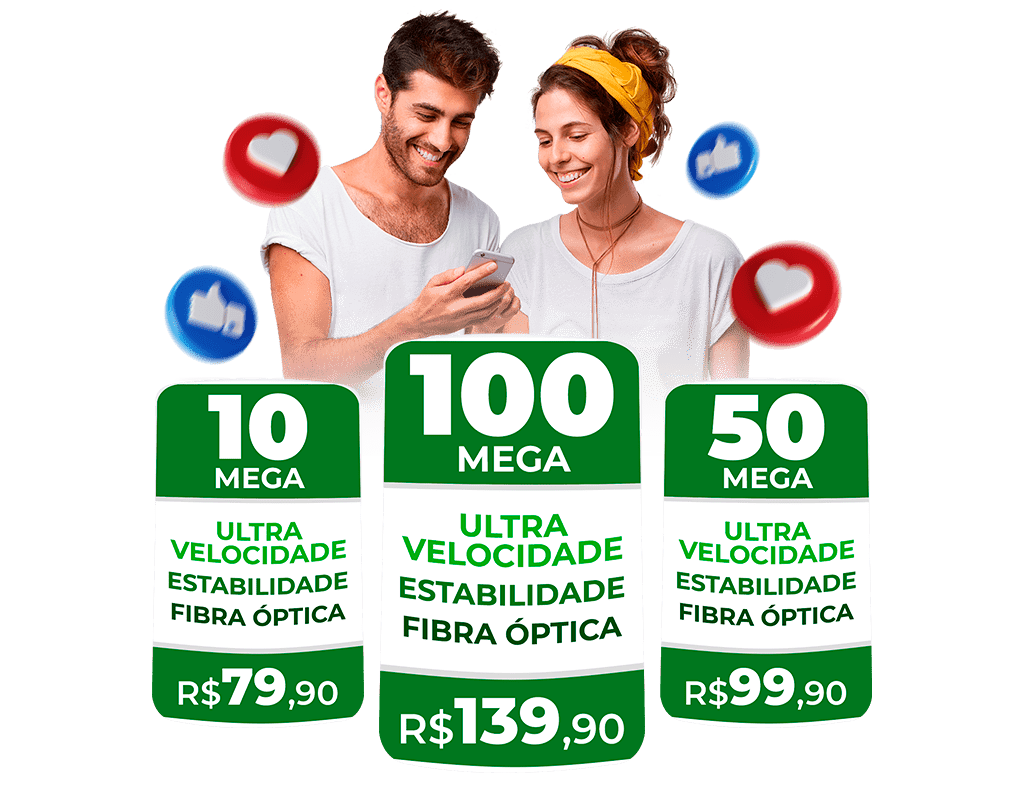 10
MEGA
ULTRA
VELOCIDADE
ESTABILIDADE
FIBRA ÓPTICA
R$79,90
100
MEGA
ULTRA
VELOCIDADE
ESTABILIDADE
FIBRA ÓPTICA
R$139,90
50
MEGA
ULTRA
VELOCIDADE
ESTABILIDADE
FIBRA ÓPTICA
R$99,90